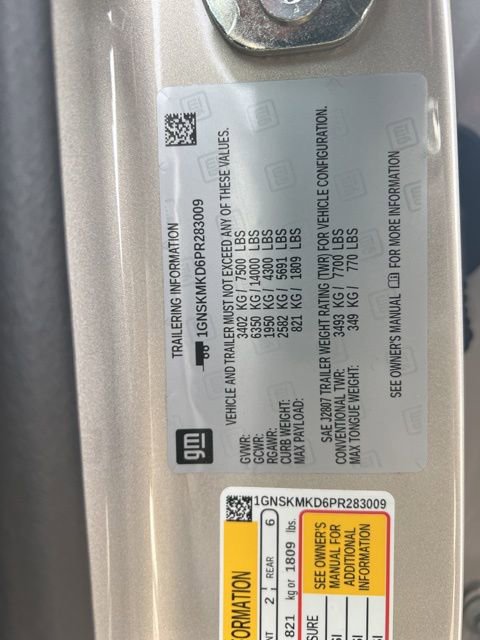 TRAILERING INFORMATION
1GNSKMKD6PR283009
gm
VEHICLE AND TRAILER MUST NOT EXCEED ANY OF THESE VALUES.
GVWR: 3402 KG / 7500 LBS
GCWR: 6350 KG / 14000 LBS
RGAWR: 1950 KG / 4300 LBS
CURB WEIGHT: 2582 KG / 5691 LBS
MAX PAYLOAD: 821 KG / 1809 LBS
SAE J2807 TRAILER WEIGHT RATING (TWR) FOR VEHICLE CONFIGURATION.
CONVENTIONAL TWR: 3493 KG / 7700 LBS
MAX TONGUE WEIGHT: 349 KG / 770 LBS
SEE OWNER'S MANUAL FOR MORE INFORMATION
1GNSKMKD6PR283009
2 REAR 6
821 kg or 1809 lbs.
SEE OWNER'S
MANUAL FOR
ADDITIONAL
INFORMATION